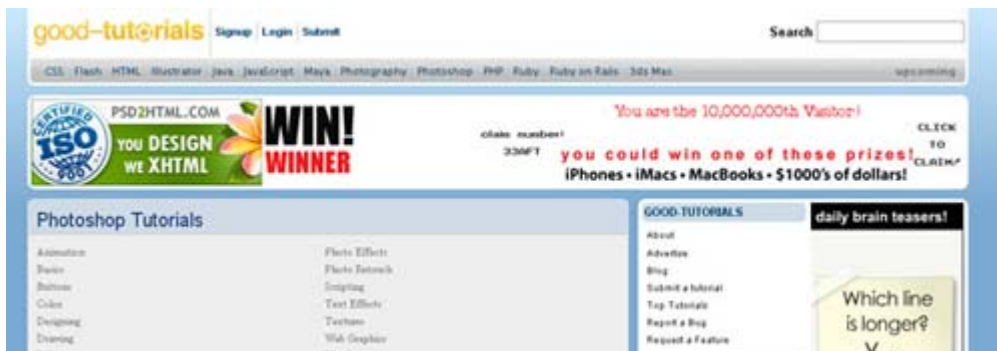 good-tutorials Signup Login Submit Search
CSS Flash HTML Illustrator Java JavaScript Maya Photography Photoshop PHP Ruby Ruby on Rails 3ds Max upcoming
CERTIFIED ISO 9001
PSD2HTML.COM
YOU DESIGN
WE XHTML
WIN!
WINNER
claim number!
33AFT
You are the 10,000,000th Visitor!
you could win one of these prizes!
iPhones • iMacs • MacBooks • $1000's of dollars!
CLICK
TO
CLAIM
Photoshop Tutorials
Animation
Basics
Buttons
Color
Designing
Drawing
Photo Effects
Photo Retouch
Scripting
Text Effects
Textures
Web Graphics
GOOD-TUTORIALS
About
Advertise
Blog
Submit a tutorial
Top Tutorials
Report a Bug
Request a Feature
daily brain teasers!
Which line
is longer?